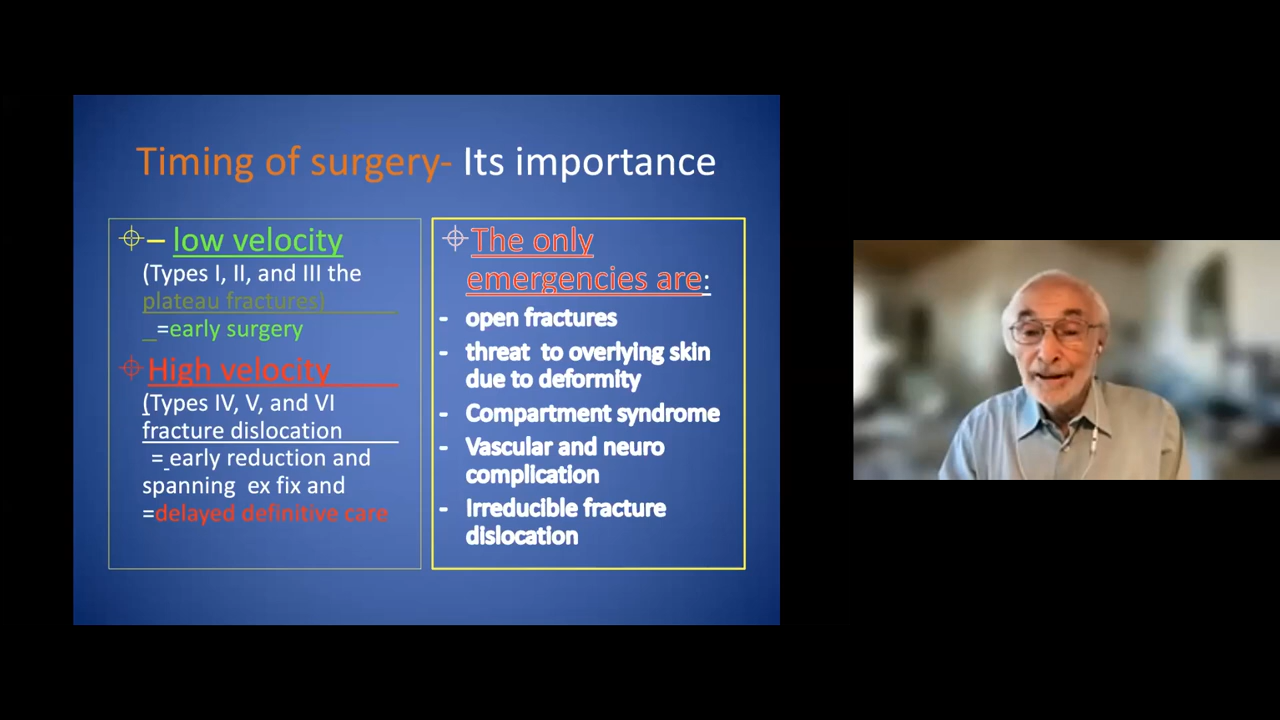 Timing of surgery- Its importance
– low velocity
(Types I, II, and III the
plateau fractures)
_=early surgery
High velocity
(Types IV, V, and VI
fracture dislocation
=_early reduction and
spanning ex fix and
=delayed definitive care
The only
emergencies are:
- open fractures
- threat to overlying skin
due to deformity
- Compartment syndrome
- Vascular and neuro
complication
- Irreducible fracture
dislocation